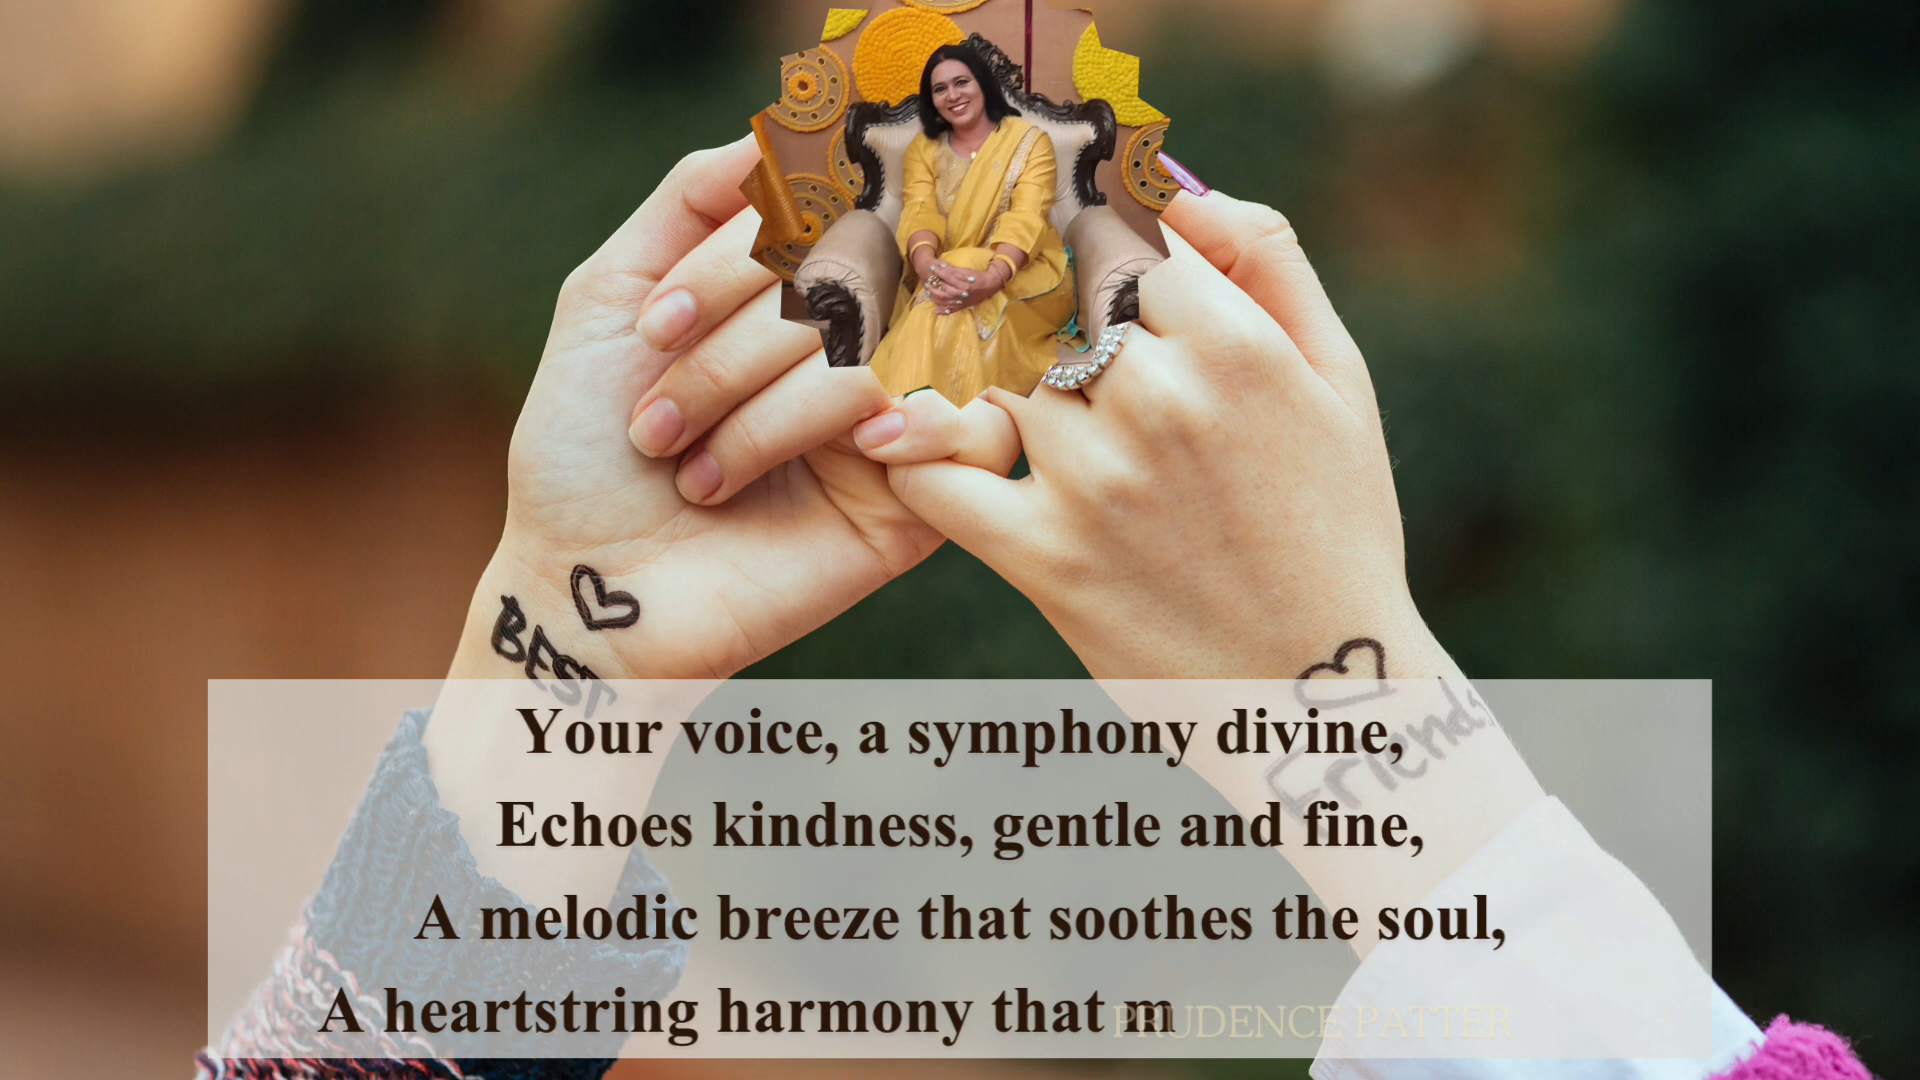 BEST
Friends
Your voice, a symphony divine,
Echoes kindness, gentle and fine,
A melodic breeze that soothes the soul,
A heartstring harmony that m
PRUDENCE PATTER